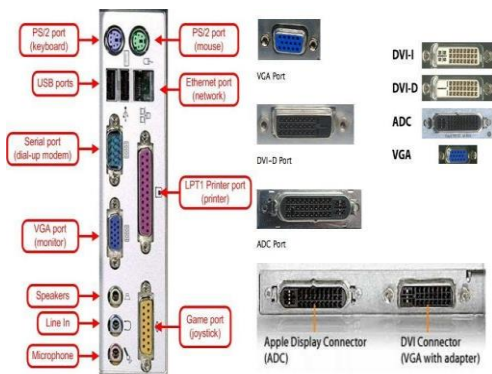 PS/2 port
(keyboard)
PS/2 port
(mouse)
USB ports
Ethernet port
(network)
Serial port
(dial-up modem)
LPT1 Printer port
(printer)
VGA port
(monitor)
Speakers
Line In
Microphone
Game port
(joystick)
VGA Port
DVI-D Port
ADC Port
DVI-I
DVI-D
ADC
VGA
Apple Display Connector
(ADC)
DVI Connector
(VGA with adapter)